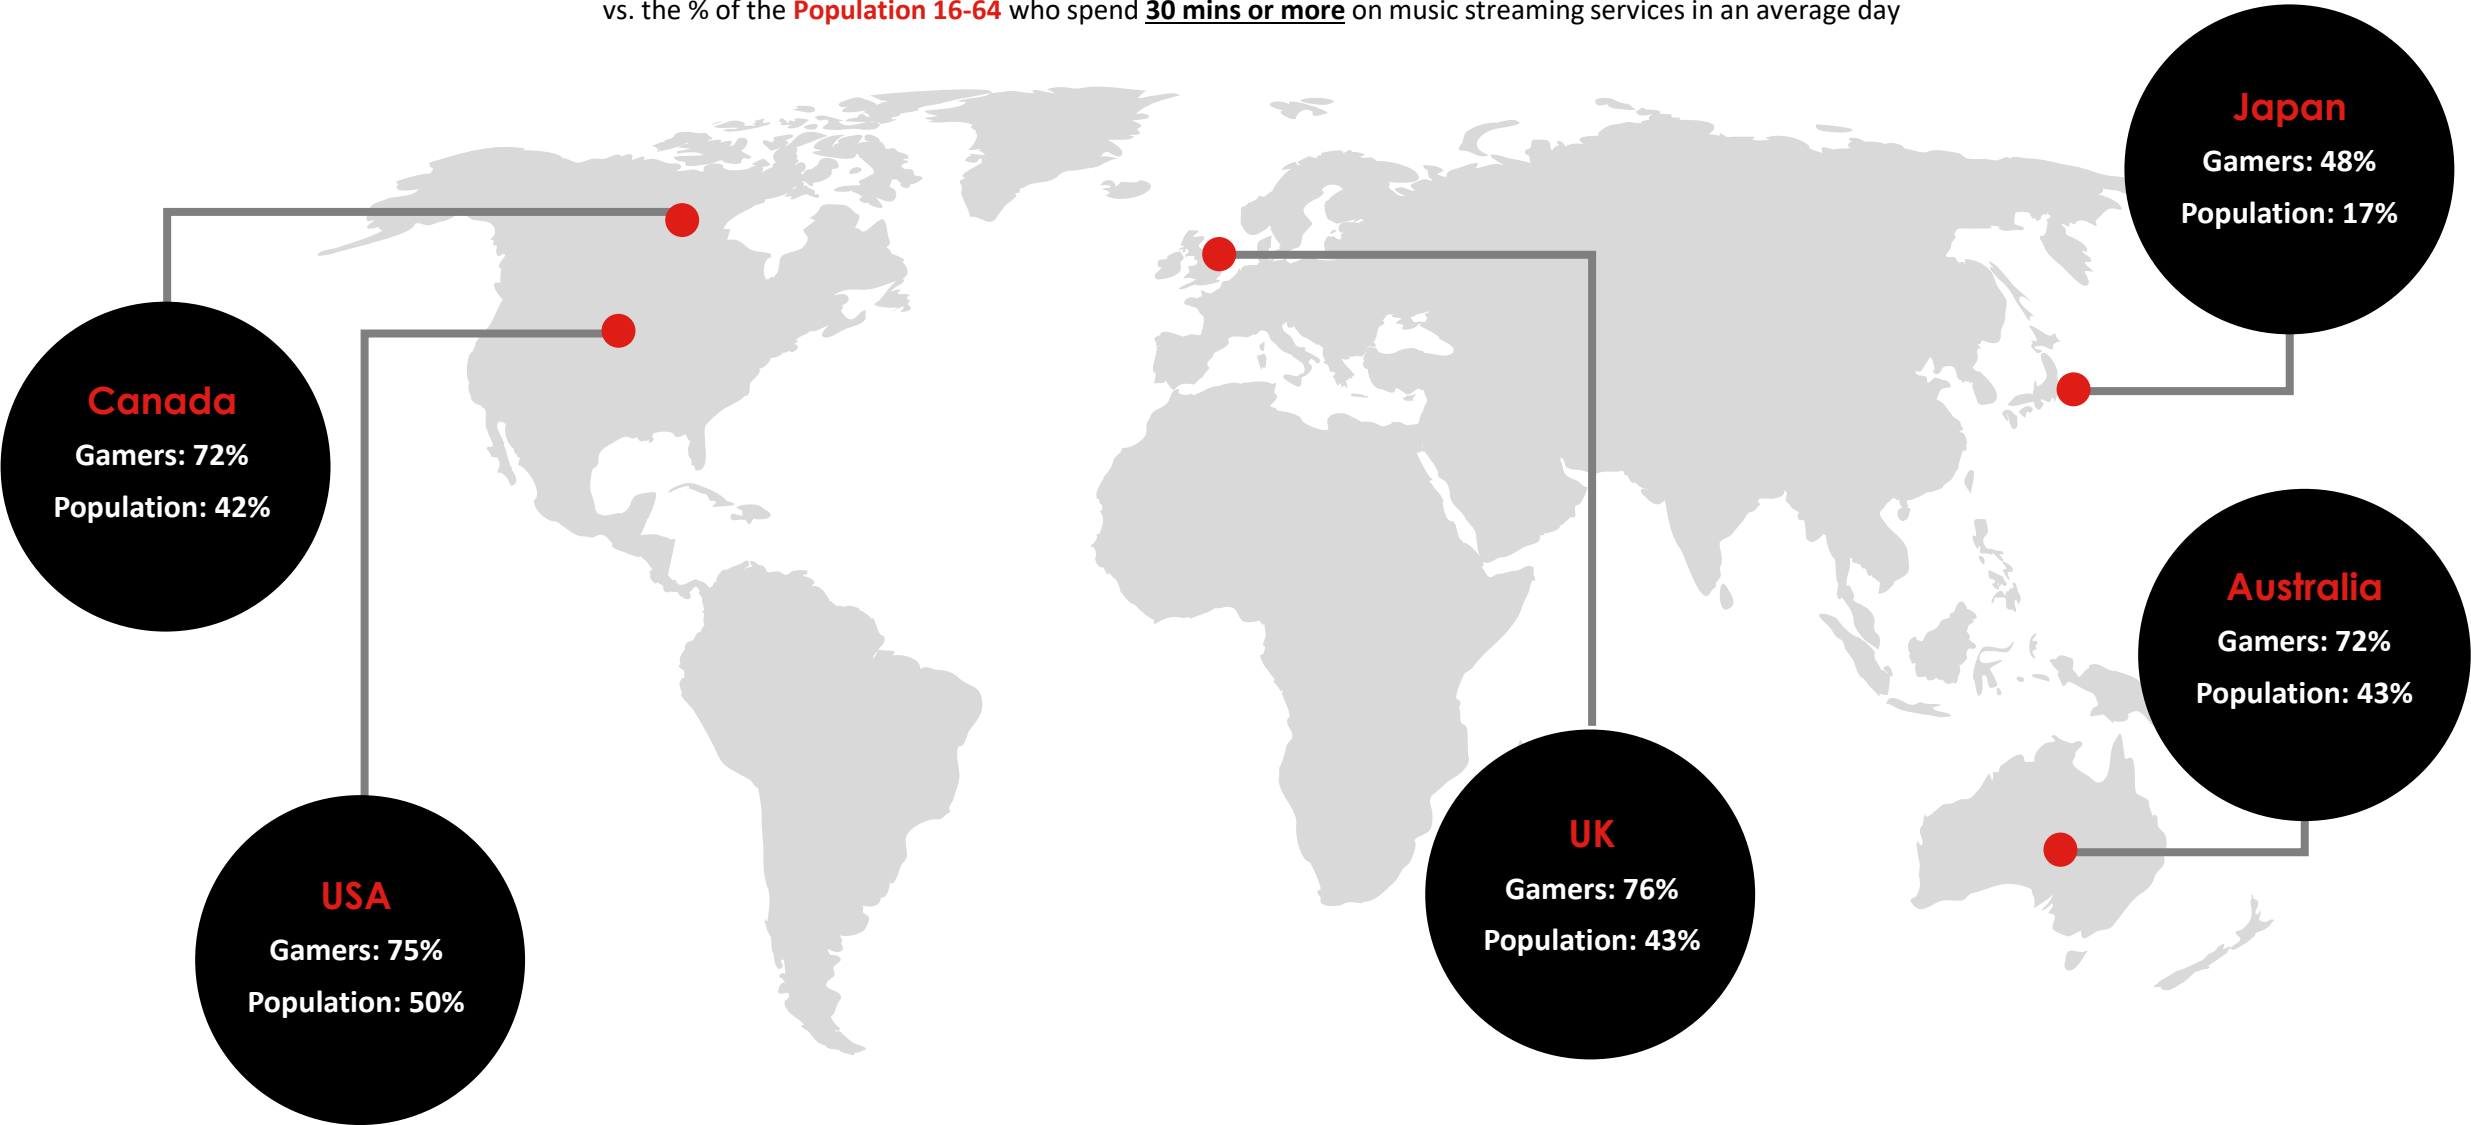 vs. the % of the Population 16-64 who spend 30 mins or more on music streaming services in an average day
Japan
Gamers: 48%
Population: 17%
Canada
Gamers: 72%
Population: 42%
Australia
Gamers: 72%
Population: 43%
UK
Gamers: 76%
Population: 43%
USA
Gamers: 75%
Population: 50%